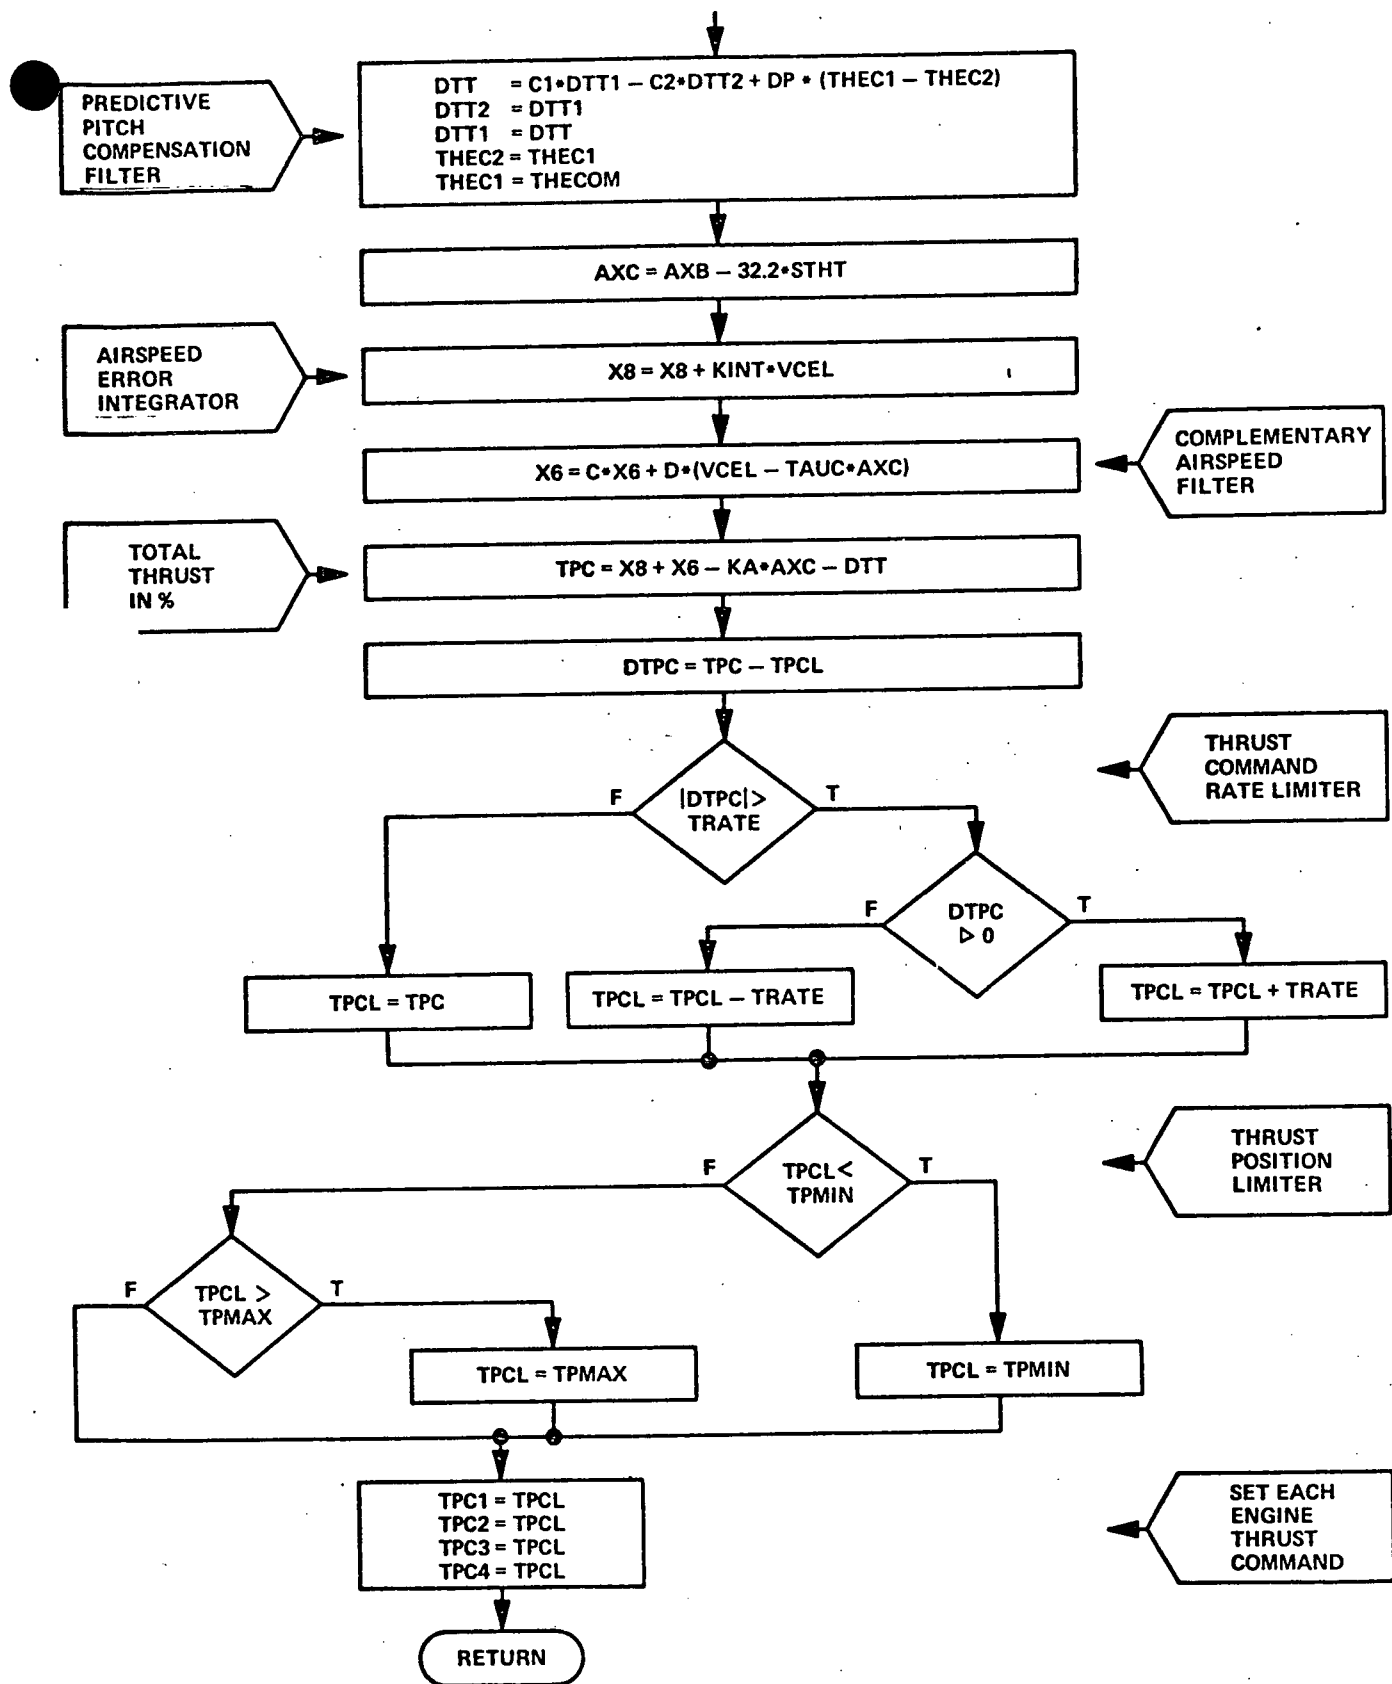 DTT = C1*DTT1 – C2*DTT2 + DP * (THEC1 – THEC2)
DTT2 = DTT1
DTT1 = DTT
THEC2 = THEC1
THEC1 = THECOM
PREDICTIVE
PITCH
COMPENSATION
FILTER
AXC = AXB – 32.2*STHT
AIRSPEED
ERROR
INTEGRATOR
X8 = X8 + KINT*VCEL
X6 = C*X6 + D*(VCEL – TAUC*AXC)
COMPLEMENTARY
AIRSPEED
FILTER
TOTAL
THRUST
IN %
TPC = X8 + X6 – KA*AXC – DTT
DTPC = TPC – TPCL
THRUST
COMMAND
RATE LIMITER
F
|DTPC| >
TRATE
T
F
DTPC
> 0
T
TPCL = TPC
TPCL = TPCL – TRATE
TPCL = TPCL + TRATE
THRUST
POSITION
LIMITER
F
TPCL <
TPMIN
T
F
TPCL >
TPMAX
T
TPCL = TPMAX
TPCL = TPMIN
TPC1 = TPCL
TPC2 = TPCL
TPC3 = TPCL
TPC4 = TPCL
SET EACH
ENGINE
THRUST
COMMAND
RETURN